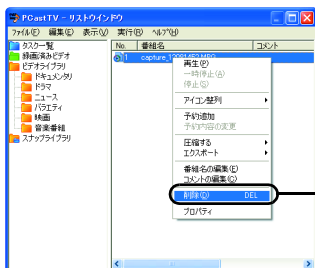 PCastTV - リストウインドウ
ファイル(F) 編集(E) 表示(V) 実行(R) ヘルプ(H)
タスク一覧
録画済みビデオ
ビデオライブラリ
ドキュメンタリ
ドラマ
ニュース
バラエティ
映画
音楽番組
スナップライブラリ
No. 番組名 コメント
1
再生(P)
一時停止(A)
停止(S)
アイコン整列
予約追加
予約内容の変更
圧縮する
エクスポート
番組名の編集(E)
コメントの編集(C)
削除(D) DEL
プロパティ